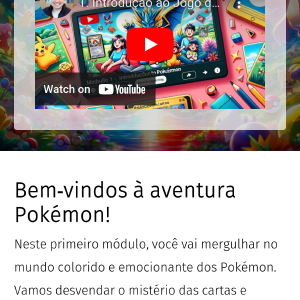 1. Introdução ao Jogo d...
Watch on YouTube
Bem-vindos à aventura
Pokémon!
Neste primeiro módulo, você vai mergulhar no
mundo colorido e emocionante dos Pokémon.
Vamos desvendar o mistério das cartas e